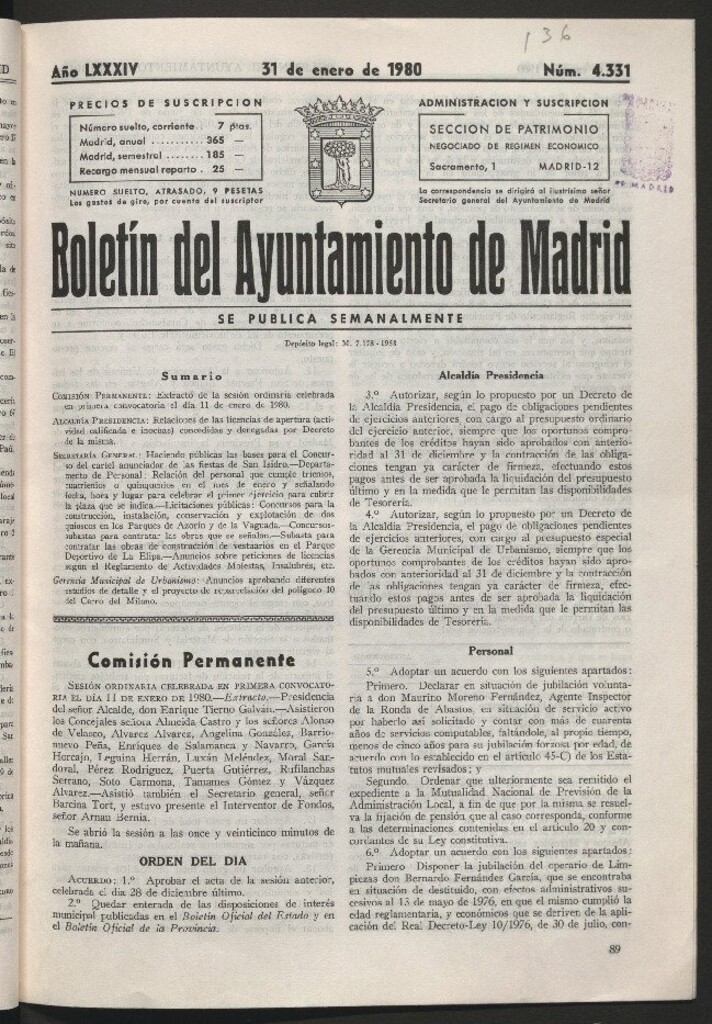 136
Año LXXXIV 31 de enero de 1980 Núm. 4.331
PRECIOS DE SUSCRIPCION
Número suelto, corriente . . 7 ptas.
Madrid, anual . . . . . . . . . . 365 —
Madrid, semestral . . . . . . . . . 185 —
Recargo mensual reparto . 25 —
NUMERO SUELTO, ATRASADO, 9 PESETAS
Los gastos de giro, por cuenta del suscriptor
ADMINISTRACION Y SUSCRIPCION
SECCION DE PATRIMONIO
NEGOCIADO DE REGIMEN ECONOMICO
Sacramento, 1 MADRID-12
La correspondencia se dirigirá al ilustrísimo señor
Secretario general del Ayuntamiento de Madrid
MADRID
Boletín del Ayuntamiento de Madrid
SE PUBLICA SEMANALMENTE
Depósito legal: M. 7.178-1958
Sumario
COMISIÓN PERMANENTE: Extracto de la sesión ordinaria celebrada
en primera convocatoria el día 11 de enero de 1980.
ALCALDÍA PRESIDENCIA: Relaciones de las licencias de apertura (acti-
vidad calificada e inocuas) concedidas y denegadas por Decreto
de la misma.
SECRETARÍA GENERAL: Haciendo públicas las bases para el Concur-
so del cartel anunciador de las fiestas de San Isidro.—Departa-
mento de Personal: Relación del personal que cumple trienios,
cuatrienios o quinquenios en el mes de enero y señalando
fecha, hora y lugar para celebrar el primer ejercicio para cubrir
la plaza que se indica.—Licitaciones públicas: Concursos para la
construcción, instalación, conservación y explotación de dos
quioscos en los Parques de Azorín y de la Vaguada.—Concursos-
subasta para contratar las obras que se señalan.—Subasta para
contratar las obras de construcción de vestuarios en el Parque
Deportivo de La Elipa.—Anuncios sobre peticiones de licencias
según el Reglamento de Actividades Molestas, Insalubres, etc.
Gerencia Municipal de Urbanismo: Anuncios aprobando diferentes
estudios de detalle y el proyecto de reparcelación del polígono 10
del Cerro del Milano.
Comisión Permanente
SESIÓN ORDINARIA CELEBRADA EN PRIMERA CONVOCATO-
RIA EL DÍA 11 DE ENERO DE 1980.—Extracto.—Presidencia
del señor Alcalde, don Enrique Tierno Galván.—Asistieron
los Concejales señora Almeida Castro y los señores Alonso
de Velasco, Alvarez Alvarez, Angelina González, Barrio-
nuevo Peña, Enríquez de Salamanca y Navarro, García
Horcajo, Leguina Herrán, Luxán Meléndez, Moral San-
doval, Pérez Rodríguez, Puerta Gutiérrez, Rufilanchas
Serrano, Soto Carmona, Tamames Gómez y Vázquez
Alvarez.—Asistió también el Secretario general, señor
Barcina Tort, y estuvo presente el Interventor de Fondos,
señor Arnau Bernia.
Se abrió la sesión a las once y veinticinco minutos de
la mañana.
ORDEN DEL DIA
ACUERDO: 1.º Aprobar el acta de la sesión anterior,
celebrada el día 28 de diciembre último.
2.º Quedar enterada de las disposiciones de interés
municipal publicadas en el Boletín Oficial del Estado y en
el Boletín Oficial de la Provincia.
Alcaldía Presidencia
3.º Autorizar, según lo propuesto por un Decreto de
la Alcaldía Presidencia, el pago de obligaciones pendientes
de ejercicios anteriores con cargo al presupuesto ordinario
del ejercicio anterior, siempre que los oportunos compro-
bantes de los créditos hayan sido aprobados con anterio-
ridad al 31 de diciembre y la contracción de las obliga-
ciones tengan ya carácter de firmeza, efectuando estos
pagos antes de ser aprobada la liquidación del presupuesto
último y en la medida que le permitan las disponibilidades
de Tesorería.
4.º Autorizar, según lo propuesto por un Decreto de
la Alcaldía Presidencia, el pago de obligaciones pendientes
de ejercicios anteriores, con cargo al presupuesto especial
de la Gerencia Municipal de Urbanismo, siempre que los
oportunos comprobantes de los créditos hayan sido apro-
bados con anterioridad al 31 de diciembre y la contracción
de las obligaciones tengan ya carácter de firmeza, efec-
tuando estos pagos antes de ser aprobada la liquidación
del presupuesto último y en la medida que le permitan las
disponibilidades de Tesorería.
Personal
5.º Adoptar un acuerdo con los siguientes apartados:
Primero. Declarar en situación de jubilación volunta-
ria a don Maurino Moreno Fernández, Agente Inspector
de la Ronda de Abastos, en situación de servicio activo
por haberlo así solicitado y contar con más de cuarenta
años de servicios computables, faltándole, al propio tiempo,
menos de cinco años para su jubilación forzosa por edad, de
acuerdo con lo establecido en el artículo 45-C) de los Esta-
tutos mutuales revisados; y
Segundo. Ordenar que ulteriormente sea remitido el
expediente a la Mutualidad Nacional de Previsión de la
Administración Local, a fin de que por la misma se resuel-
va la fijación de pensión que al caso corresponda, conforme
a las determinaciones contenidas en el artículo 20 y con-
cordantes de su Ley constitutiva.
6.º Adoptar un acuerdo con los siguientes apartados:
Primero Disponer la jubilación del operario de Lim-
piezas don Bernardo Fernández García, que se encontraba
en situación de destituido, con efectos administrativos su-
cesivos al 13 de mayo de 1976, en que el mismo cumplió la
edad reglamentaria, y económicos que se deriven de la apli-
cación del Real Decreto-Ley 10/1976, de 30 de julio, con-
89